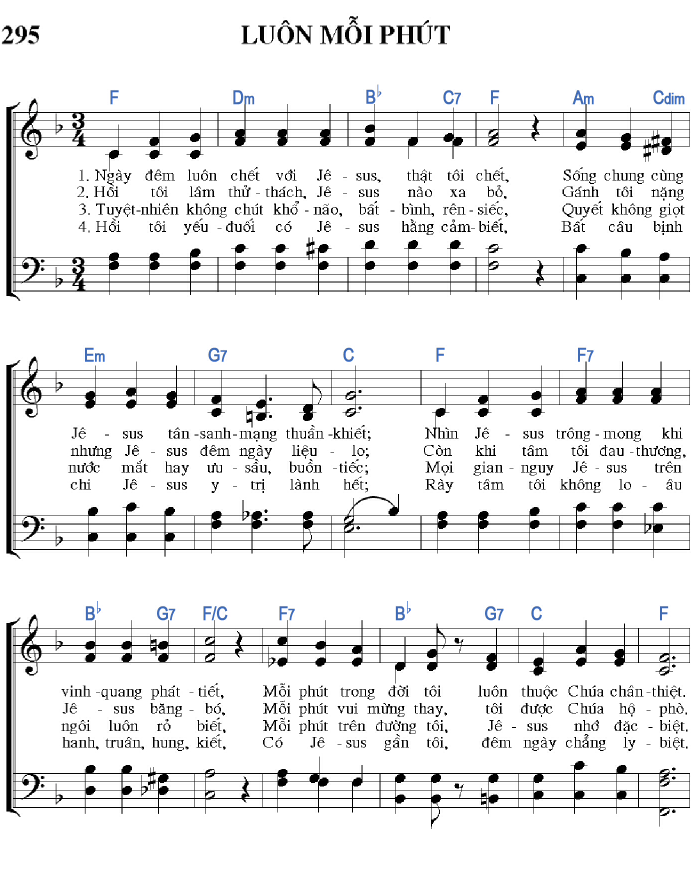 295 LUÔN MỖI PHÚT
F Dm B♭ C7 F Am Cdim
1. Ngày đêm luôn chết với Jê-sus, thật tôi chết, Sống chung cùng
2. Hồi tôi lâm thử-thách, Jê-sus nào xa bỏ, Gánh tôi nặng
3. Tuyệt-nhiên không chút khổ-não, bất-bình, rên-siếc, Quyết không giọt
4. Hồi tôi yếu-đuối có Jê-sus hằng cảm-biết, Bất câu bịnh
Em G7 C F F7
Jê-sus tân-sanh-mạng thuần-khiết; Nhìn Jê-sus trông-mong khi
nhưng Jê-sus đêm ngày liệu-lo; Còn khi tâm tôi đau-thương,
nước mắt hay ưu-sầu, buồn-tiếc; Mọi gian-nguy Jê-sus trên
chi Jê-sus y-trị lành hết; Rày tâm tôi không lo-âu
B♭ G7 F/C F7 B♭ G7 C F
vinh-quang phát-tiết, Mỗi phút trong đời tôi luôn thuộc Chúa chân-thiệt.
Jê-sus băng-bó, Mỗi phút vui mừng thay, tôi được Chúa hộ-phò.
ngôi luôn rỏ biết, Mỗi phút trên đường tôi, Jê-sus nhớ đặc-biệt.
hanh, truân, hung, kiết, Có Jê-sus gần tôi, đêm ngày chẳng ly-biệt.